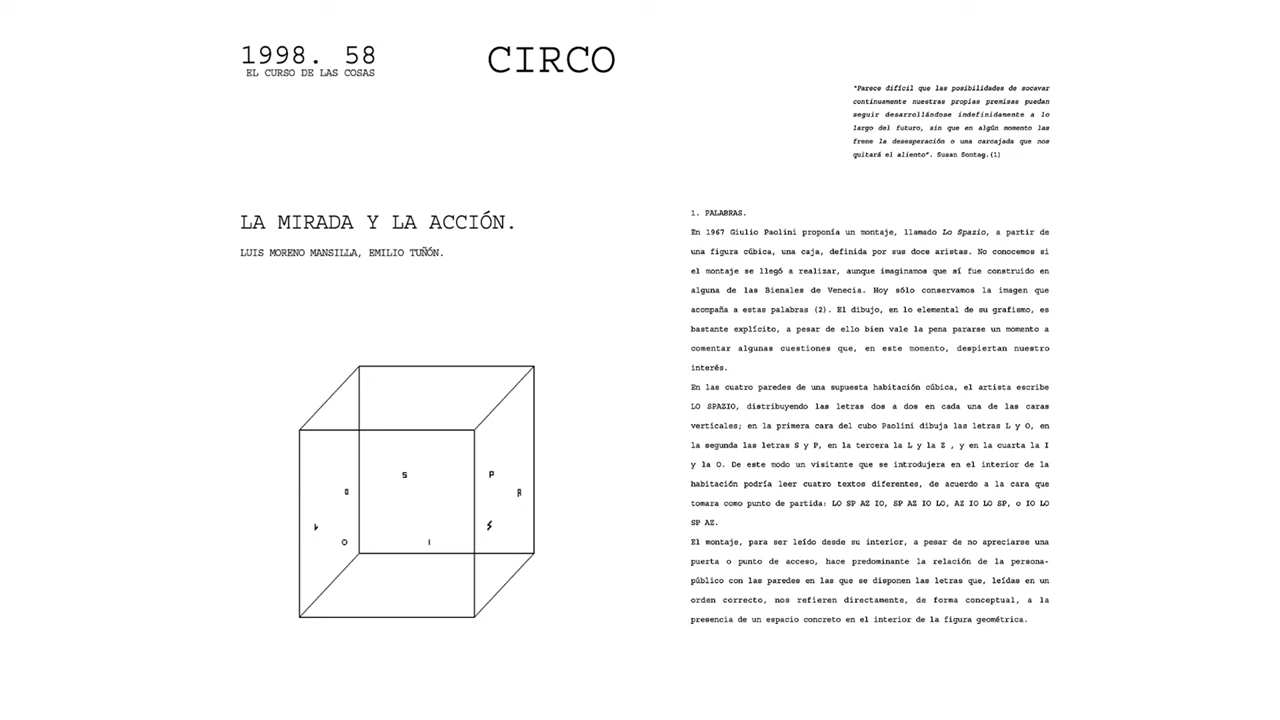 1998. 58
EL CURSO DE LAS COSAS
CIRCO
"Parece difícil que las posibilidades de socavar
continuamente nuestras propias premisas puedan
seguir desarrollándose indefinidamente a lo
largo del futuro, sin que en algún momento las
frene la desesperación o una carcajada que nos
quitará el aliento". Susan Sontag.(1)
LA MIRADA Y LA ACCIÓN.
LUIS MORENO MANSILLA, EMILIO TUÑÓN.
S P
O
L
O I
1. PALABRAS.
En 1967 Giulio Paolini proponía un montaje, llamado Lo Spazio, a partir de
una figura cúbica, una caja, definida por sus doce aristas. No conocemos si
el montaje se llegó a realizar, aunque imaginamos que sí fue construido en
alguna de las Bienales de Venecia. Hoy sólo conservamos la imagen que
acompaña a estas palabras (2). El dibujo, en lo elemental de su grafismo, es
bastante explícito, a pesar de ello bien vale la pena pararse un momento a
comentar algunas cuestiones que, en este momento, despiertan nuestro
interés.
En las cuatro paredes de una supuesta habitación cúbica, el artista escribe
LO SPAZIO, distribuyendo las letras dos a dos en cada una de las caras
verticales; en la primera cara del cubo Paolini dibuja las letras L y O, en
la segunda las letras S y P, en la tercera la L y la Z , y en la cuarta la I
y la O. De este modo un visitante que se introdujera en el interior de la
habitación podría leer cuatro textos diferentes, de acuerdo a la cara que
tomara como punto de partida: LO SP AZ IO, SP AZ IO LO, AZ IO LO SP, o IO LO
SP AZ.
El montaje, para ser leído desde su interior, a pesar de no apreciarse una
puerta o punto de acceso, hace predominante la relación de la persona-
público con las paredes en las que se disponen las letras que, leídas en un
orden correcto, nos refieren directamente, de forma conceptual, a la
presencia de un espacio concreto en el interior de la figura geométrica.